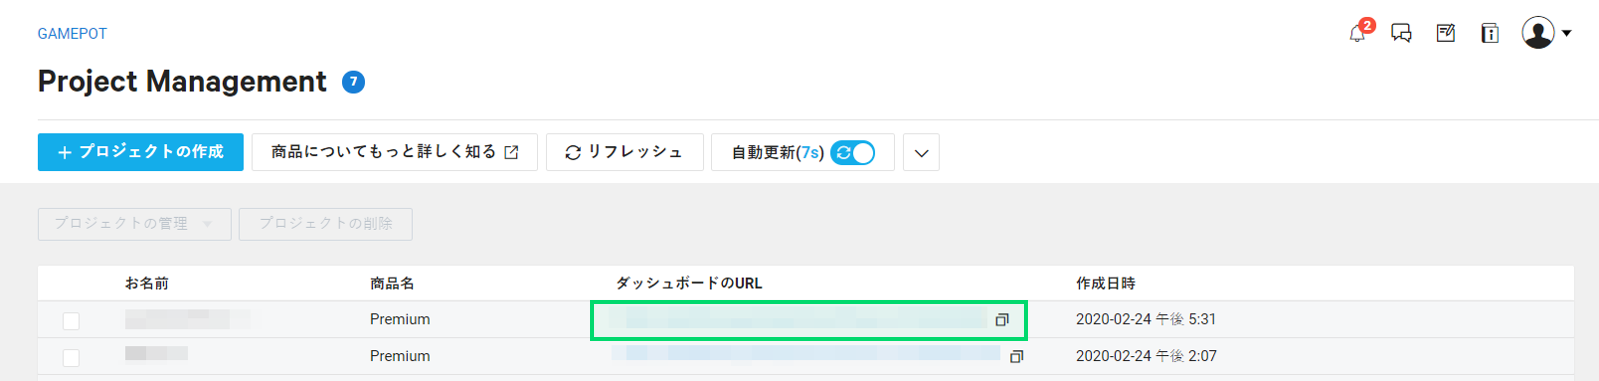 GAMEPOT
2
Project Management 7
+ プロジェクトの作成 商品についてもっと詳しく知る リフレッシュ 自動更新(7s)
プロジェクトの管理 プロジェクトの削除
お名前 商品名 ダッシュボードのURL 作成日時
Premium 2020-02-24 午後 5:31
Premium 2020-02-24 午後 2:07